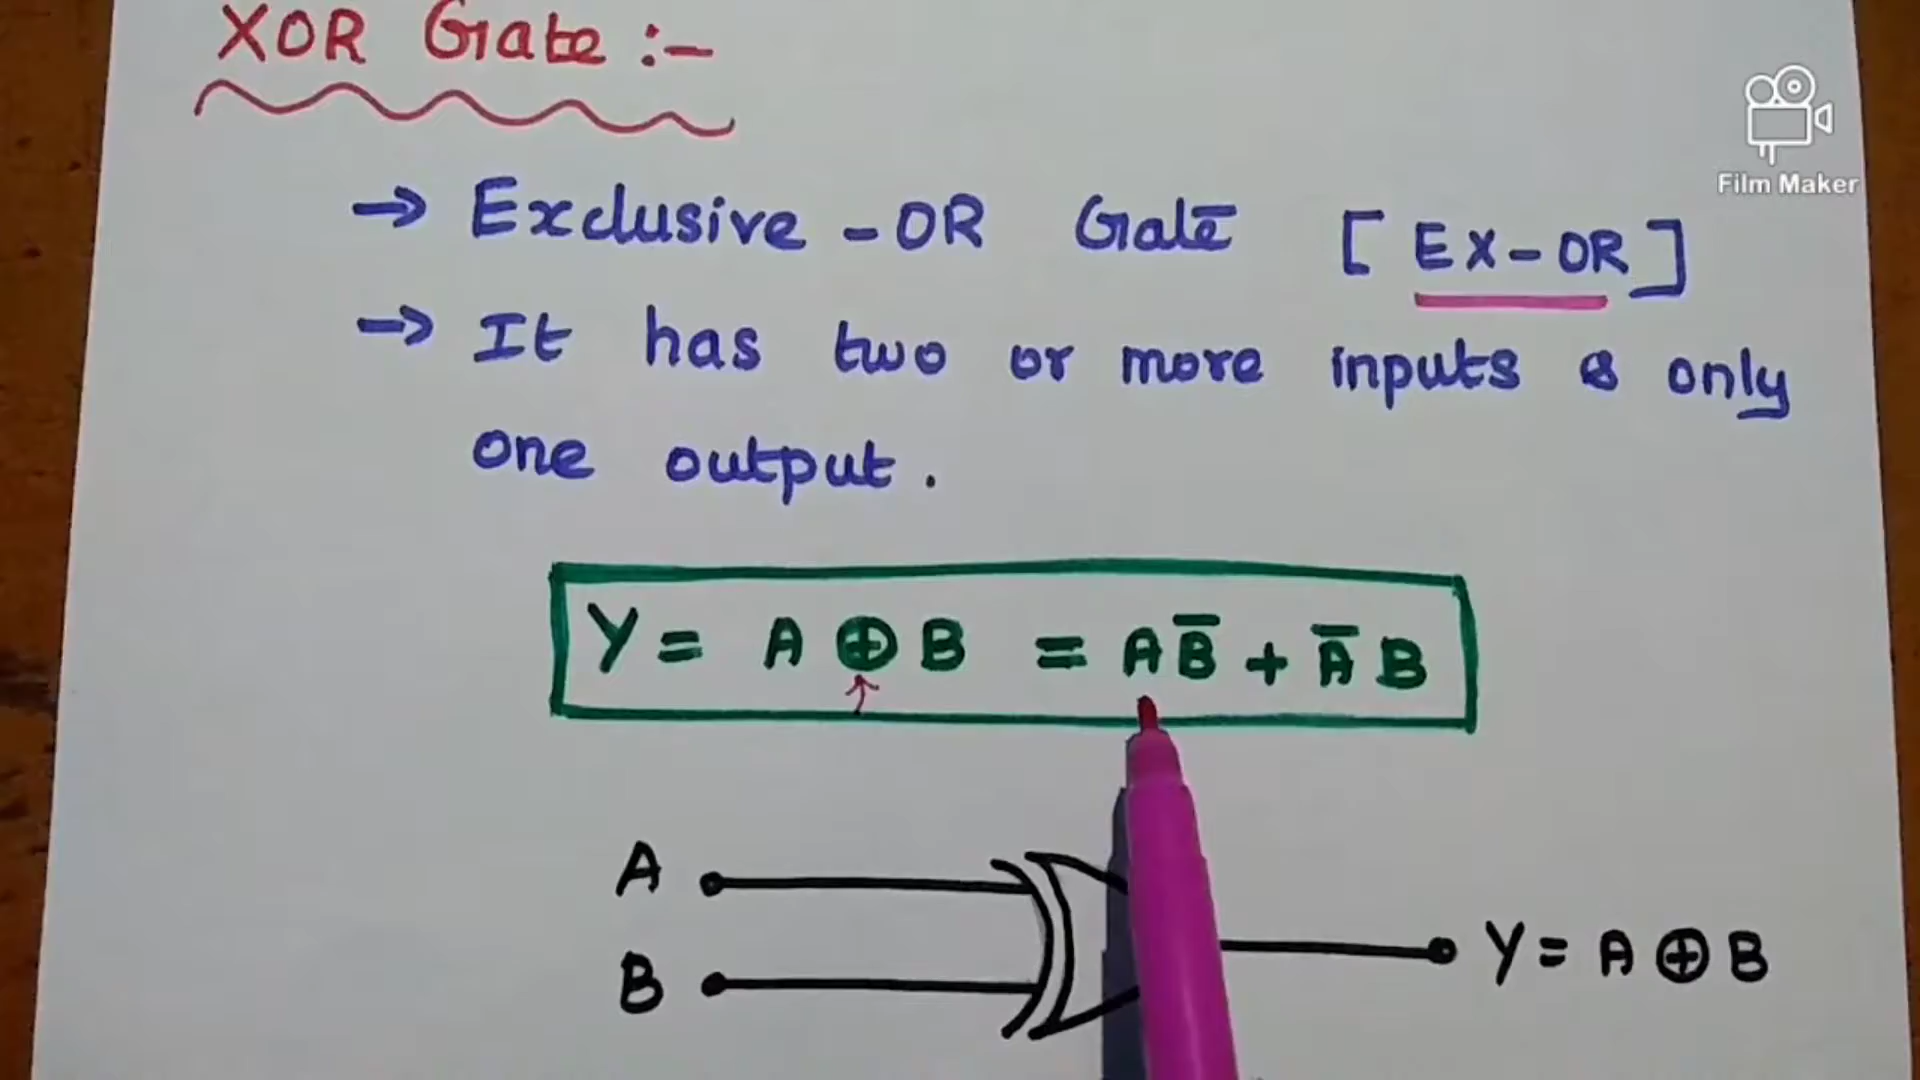 XOR Gate :-
Film Maker
→ Exclusive -OR Gate [EX-OR]
→ It has two or more inputs & only
one output.
Y = A ⊕ B = AB̅ + A̅B
A
B
Y = A ⊕ B